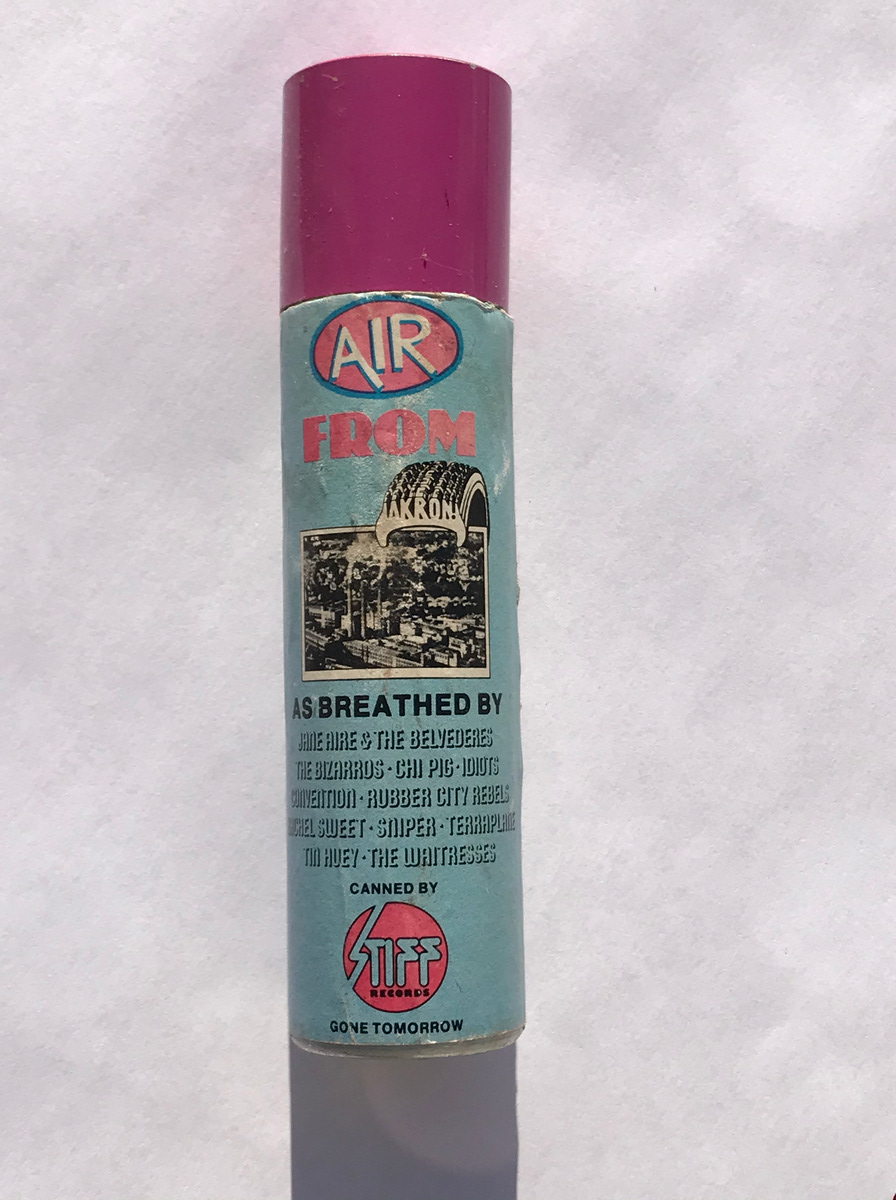 AIR
FROM
AKRON!
AS BREATHED BY
JANE AIRE & THE BELVEDERES
THE BIZARROS · CHI PIG · IDIOTS
CONVENTION · RUBBER CITY REBELS
RACHEL SWEET · SNIPER · TERRAPLANE
TIN HUEY · THE WAITRESSES
CANNED BY
STIFF
RECORDS
GONE TOMORROW